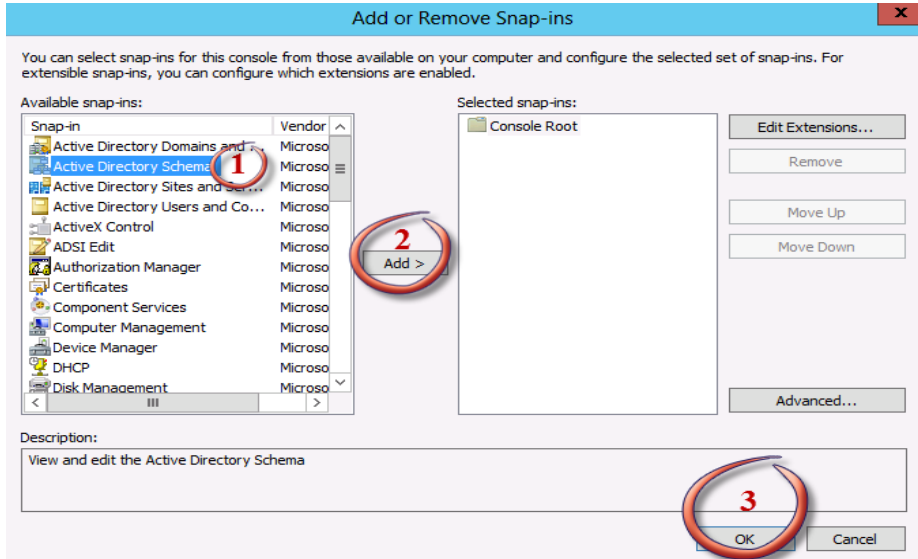 Add or Remove Snap-ins
x
You can select snap-ins for this console from those available on your computer and configure the selected set of snap-ins. For
extensible snap-ins, you can configure which extensions are enabled.
Available snap-ins:
Snap-in Vendor
Active Directory Domains and
Active Directory Schema 1 Microso
Active Directory Sites and Ser... Microso
Active Directory Users and Co... Microso
ActiveX Control Microso
ADSI Edit Microso
Authorization Manager Microso
Certificates Microso
Component Services Microso
Computer Management Microso
Device Manager Microso
DHCP Microso
Disk Management Microso
2
Add >
Selected snap-ins:
Console Root
Edit Extensions...
Remove
Move Up
Move Down
Advanced...
Description:
View and edit the Active Directory Schema
3
OK Cancel